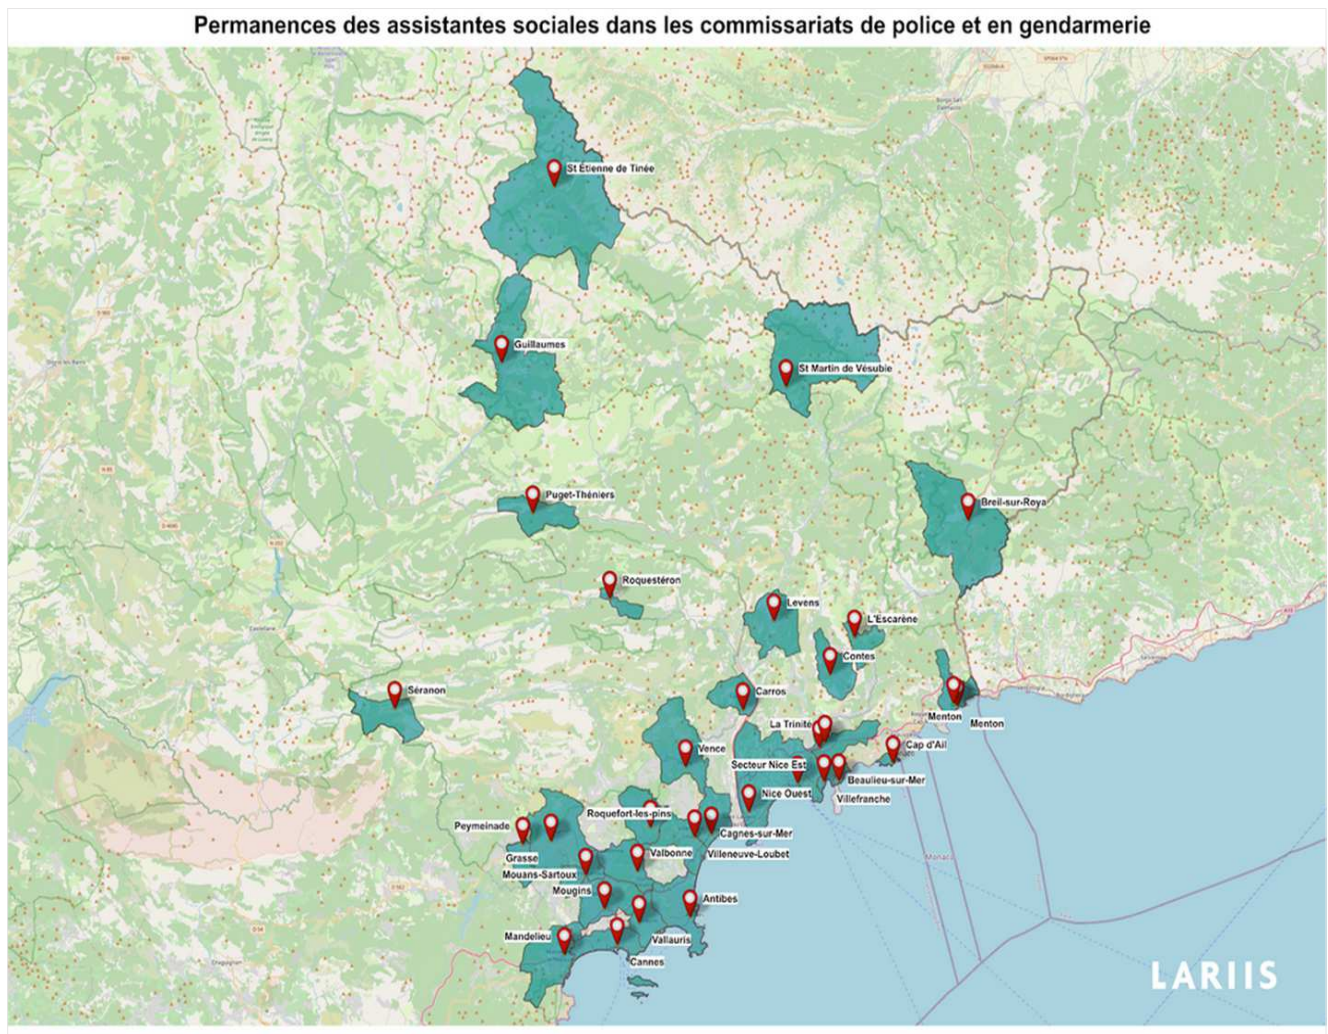 Permanences des assistantes sociales dans les commissariats de police et en gendarmerie
St Étienne de Tinée
Guillaumes
St Martin de Vésubie
Puget-Théniers
Breil-sur-Roya
Roquestéron
Levens
L'Escarène
Contes
Séranon
Carros
Menton
Menton
La Trinité
Vence
Cap d'Ail
Secteur Nice Est
Beaulieu-sur-Mer
Nice Ouest
Villefranche
Roquefort-les-pins
Peymeinade
Cagnes-sur-Mer
Grasse
Valbonne
Villeneuve-Loubet
Mouans-Sartoux
Mougins
Antibes
Mandelieu
Vallauris
Cannes
Monaco
LARIIS